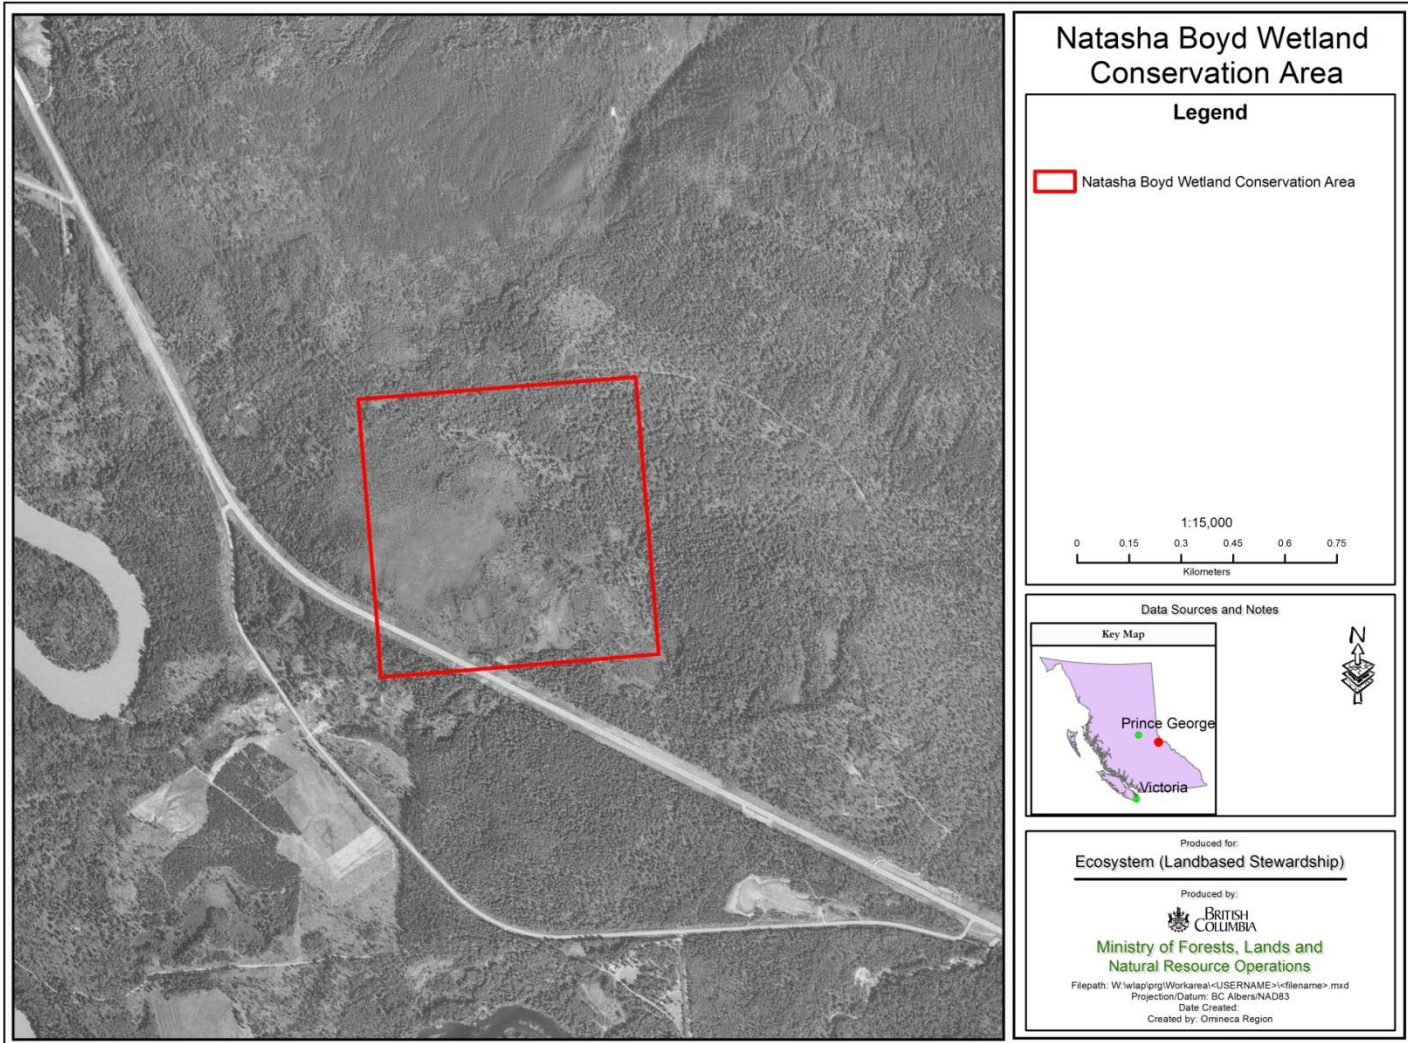 Natasha Boyd Wetland
Conservation Area
Legend
Natasha Boyd Wetland Conservation Area
1:15,000
0 0.15 0.3 0.45 0.6 0.75
Kilometers
Data Sources and Notes
Key Map
N
Prince George
Victoria
Produced for:
Ecosystem (Landbased Stewardship)
Produced by:
BRITISH
COLUMBIA
Ministry of Forests, Lands and
Natural Resource Operations
Filepath: W:\wlap\prg\Workarea\<USERNAME>\<filename>.mxd
Projection/Datum: BC Albers/NAD83
Date Created:
Created by: Omineca Region